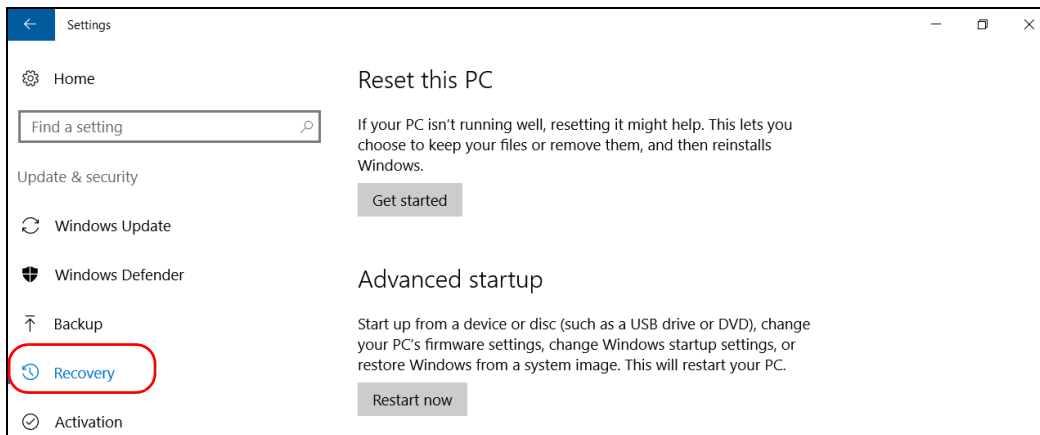 Settings
Home
Find a setting
Update & security
Windows Update
Windows Defender
Backup
Recovery
Activation
Reset this PC
If your PC isn't running well, resetting it might help. This lets you
choose to keep your files or remove them, and then reinstalls
Windows.
Get started
Advanced startup
Start up from a device or disc (such as a USB drive or DVD), change
your PC's firmware settings, change Windows startup settings, or
restore Windows from a system image. This will restart your PC.
Restart now